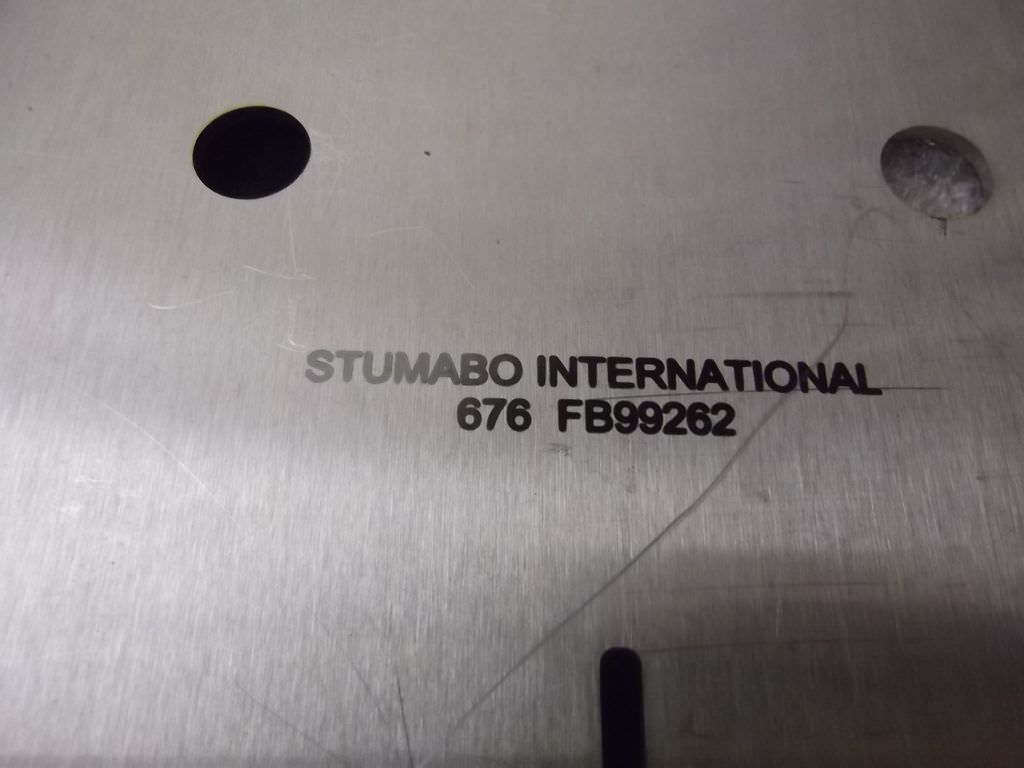 STUMABO INTERNATIONAL
676 FB99262